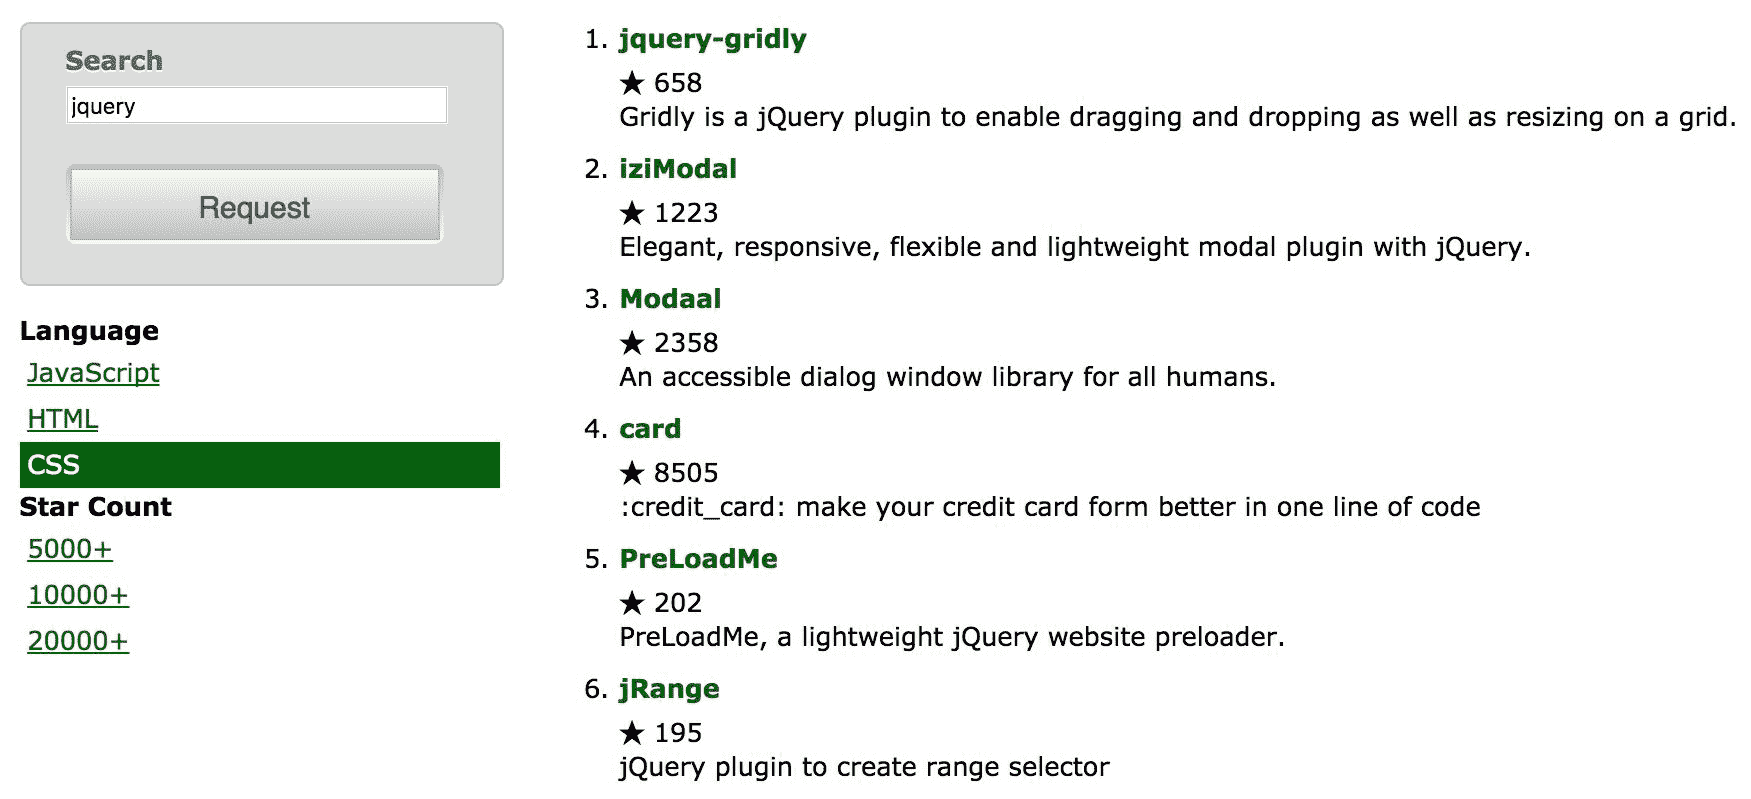 Search
jquery
Request
Language
JavaScript
HTML
CSS
Star Count
5000+
10000+
20000+
1. jquery-gridly
★ 658
Gridly is a jQuery plugin to enable dragging and dropping as well as resizing on a grid.
2. iziModal
★ 1223
Elegant, responsive, flexible and lightweight modal plugin with jQuery.
3. Modaal
★ 2358
An accessible dialog window library for all humans.
4. card
★ 8505
:credit_card: make your credit card form better in one line of code
5. PreLoadMe
★ 202
PreLoadMe, a lightweight jQuery website preloader.
6. jRange
★ 195
jQuery plugin to create range selector